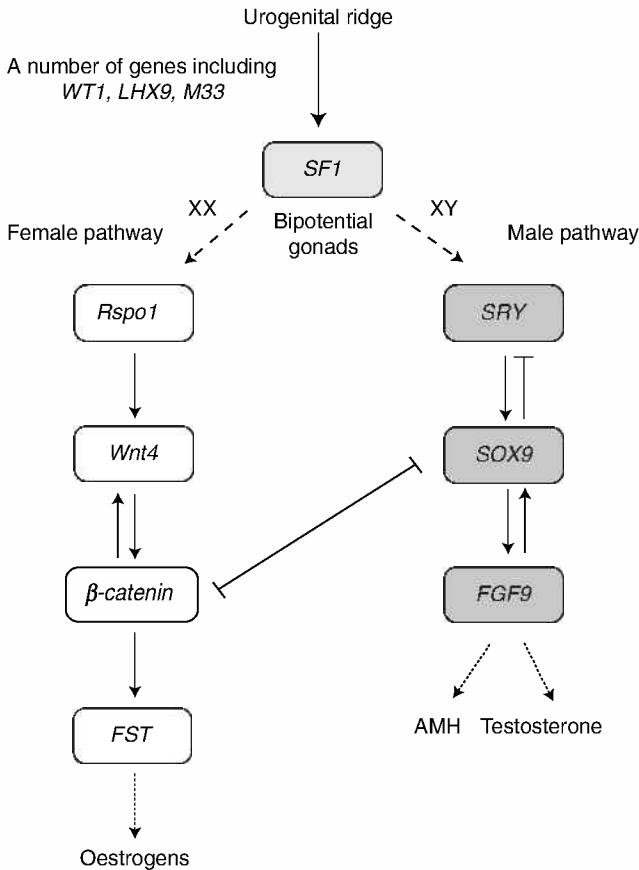 Urogenital ridge
A number of genes including
WT1, LHX9, M33
SF1
XX
XY
Bipotential
gonads
Female pathway
Male pathway
Rspo1
SRY
Wnt4
SOX9
β-catenin
FGF9
FST
AMH
Testosterone
Oestrogens